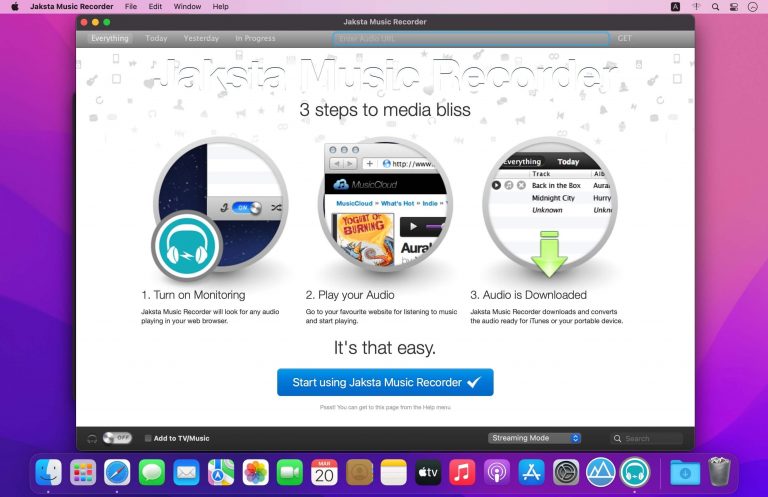 Jaksta Music Recorder Window Help
A
Jaksta Music Recorder
Everything Today Yesterday In Progress Enter Audio URL GET
Jaksta Music Recorder
3 steps to media bliss
ON
http://www...
MusicCloud
MusicCloud » What's Hot » Indie »
YOGURT OF BURNING
Aural
Everything Today
Track Alb
Back in the Box Aura
Midnight City Hurry
Unknown Unkn
1. Turn on Monitoring
Jaksta Music Recorder will look for any audio
playing in your web browser.
2. Play your Audio
Go to your favourite website for listening to music
and start playing.
3. Audio is Downloaded
Jaksta Music Recorder downloads and converts
the audio ready for iTunes or your portable device.
It's that easy.
Start using Jaksta Music Recorder
Pssst! You can get to this page from the Help menu
OFF Add to TV/Music Streaming Mode Search
20
tv